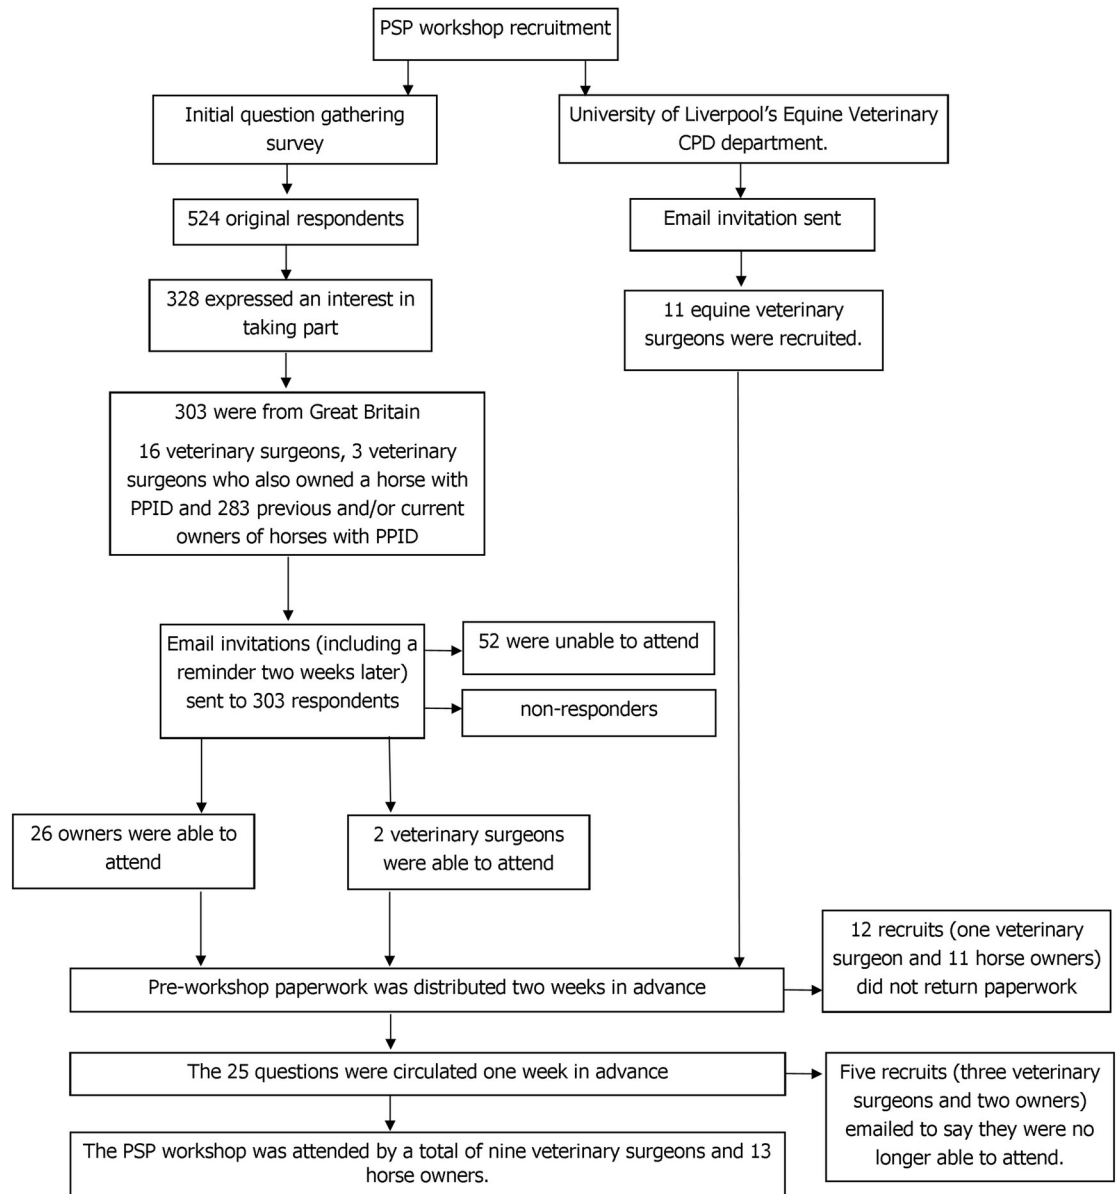 PSP workshop recruitment
Initial question gathering
survey
University of Liverpool's Equine Veterinary
CPD department.
524 original respondents
Email invitation sent
328 expressed an interest in
taking part
11 equine veterinary
surgeons were recruited.
303 were from Great Britain
16 veterinary surgeons, 3 veterinary
surgeons who also owned a horse with
PPID and 283 previous and/or current
owners of horses with PPID
Email invitations (including a
reminder two weeks later)
sent to 303 respondents
52 were unable to attend
non-responders
26 owners were able to
attend
2 veterinary surgeons
were able to attend
Pre-workshop paperwork was distributed two weeks in advance
12 recruits (one veterinary
surgeon and 11 horse owners)
did not return paperwork
The 25 questions were circulated one week in advance
Five recruits (three veterinary
surgeons and two owners)
emailed to say they were no
longer able to attend.
The PSP workshop was attended by a total of nine veterinary surgeons and 13
horse owners.